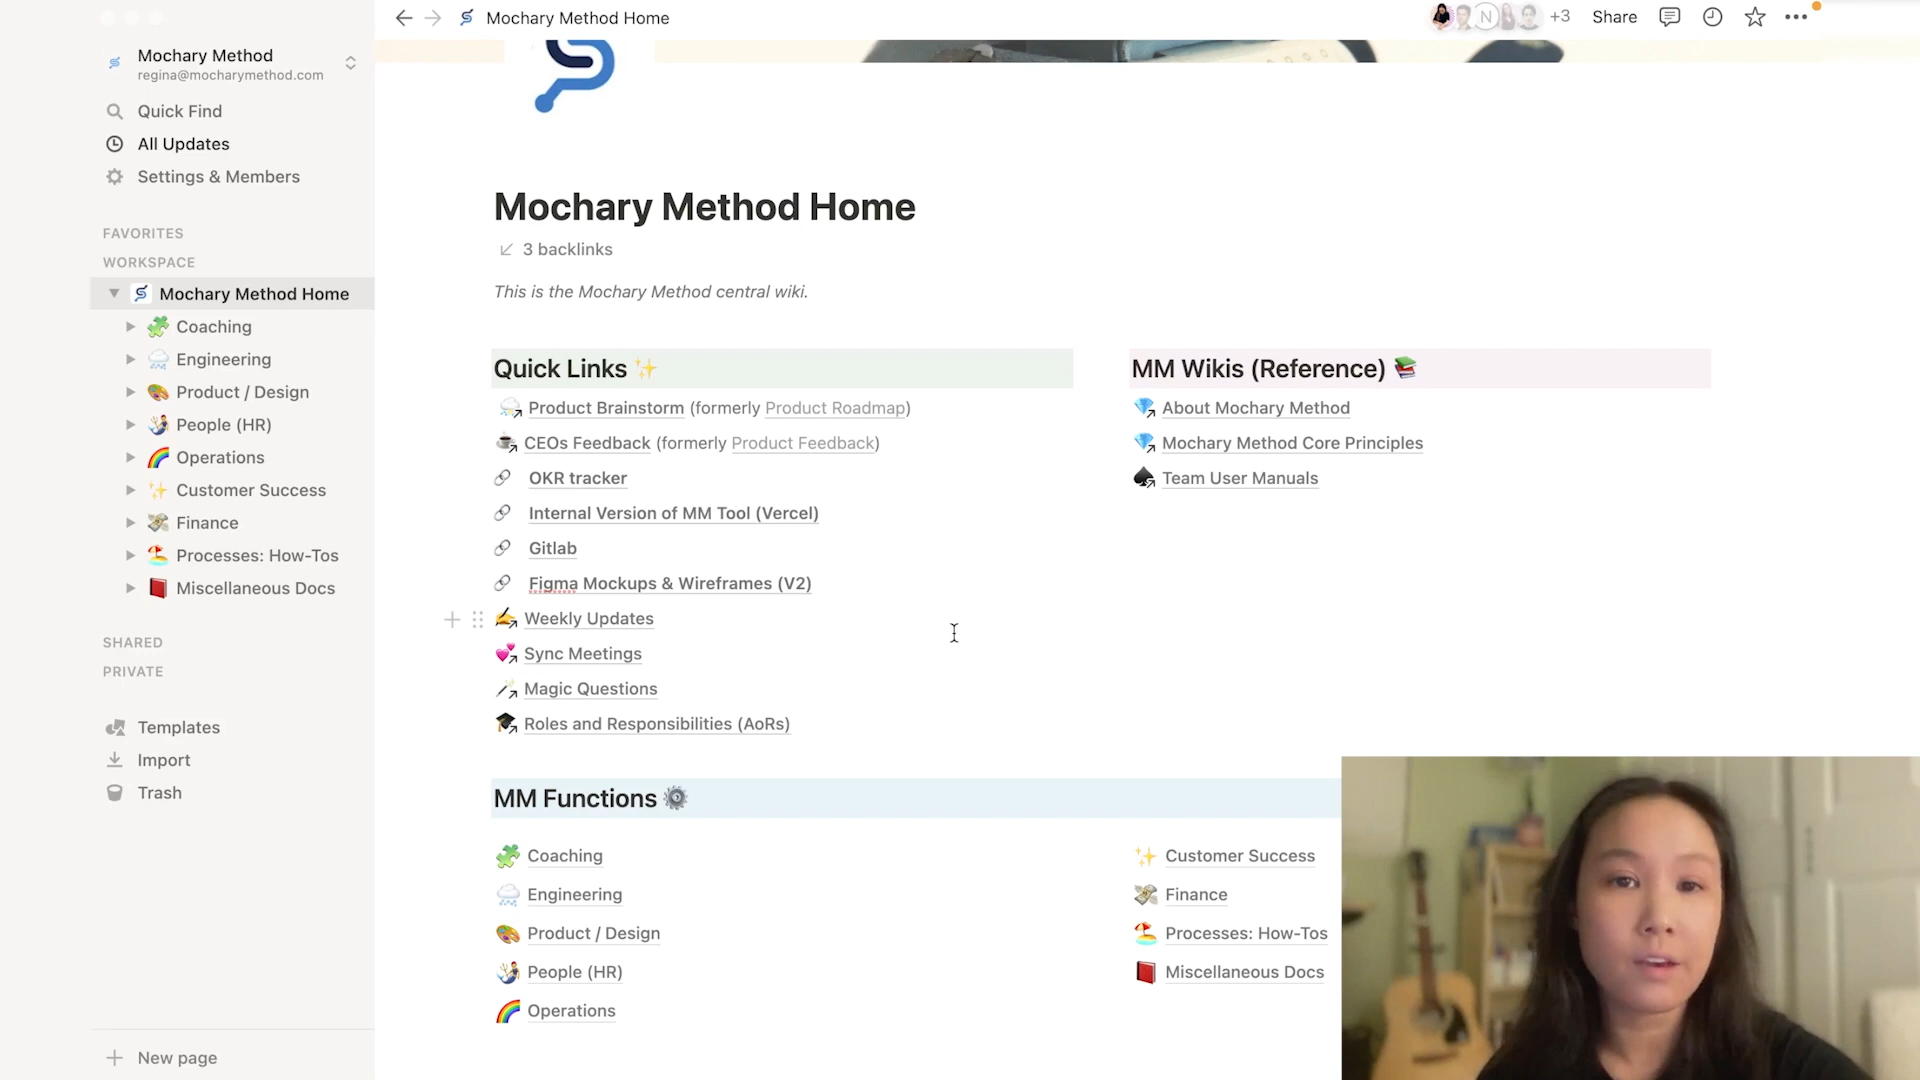 Mochary Method
regina@mocharymethod.com
Quick Find
All Updates
Settings & Members
FAVORITES
WORKSPACE
Mochary Method Home
Coaching
Engineering
Product / Design
People (HR)
Operations
Customer Success
Finance
Processes: How-Tos
Miscellaneous Docs
SHARED
PRIVATE
Templates
Import
Trash
New page
Mochary Method Home
N
+3
Share
Mochary Method Home
3 backlinks
This is the Mochary Method central wiki.
Quick Links
Product Brainstorm (formerly Product Roadmap)
CEOs Feedback (formerly Product Feedback)
OKR tracker
Internal Version of MM Tool (Vercel)
Gitlab
Figma Mockups & Wireframes (V2)
Weekly Updates
Sync Meetings
Magic Questions
Roles and Responsibilities (AoRs)
MM Wikis (Reference)
About Mochary Method
Mochary Method Core Principles
Team User Manuals
MM Functions
Coaching
Engineering
Product / Design
People (HR)
Operations
Customer Success
Finance
Processes: How-Tos
Miscellaneous Docs